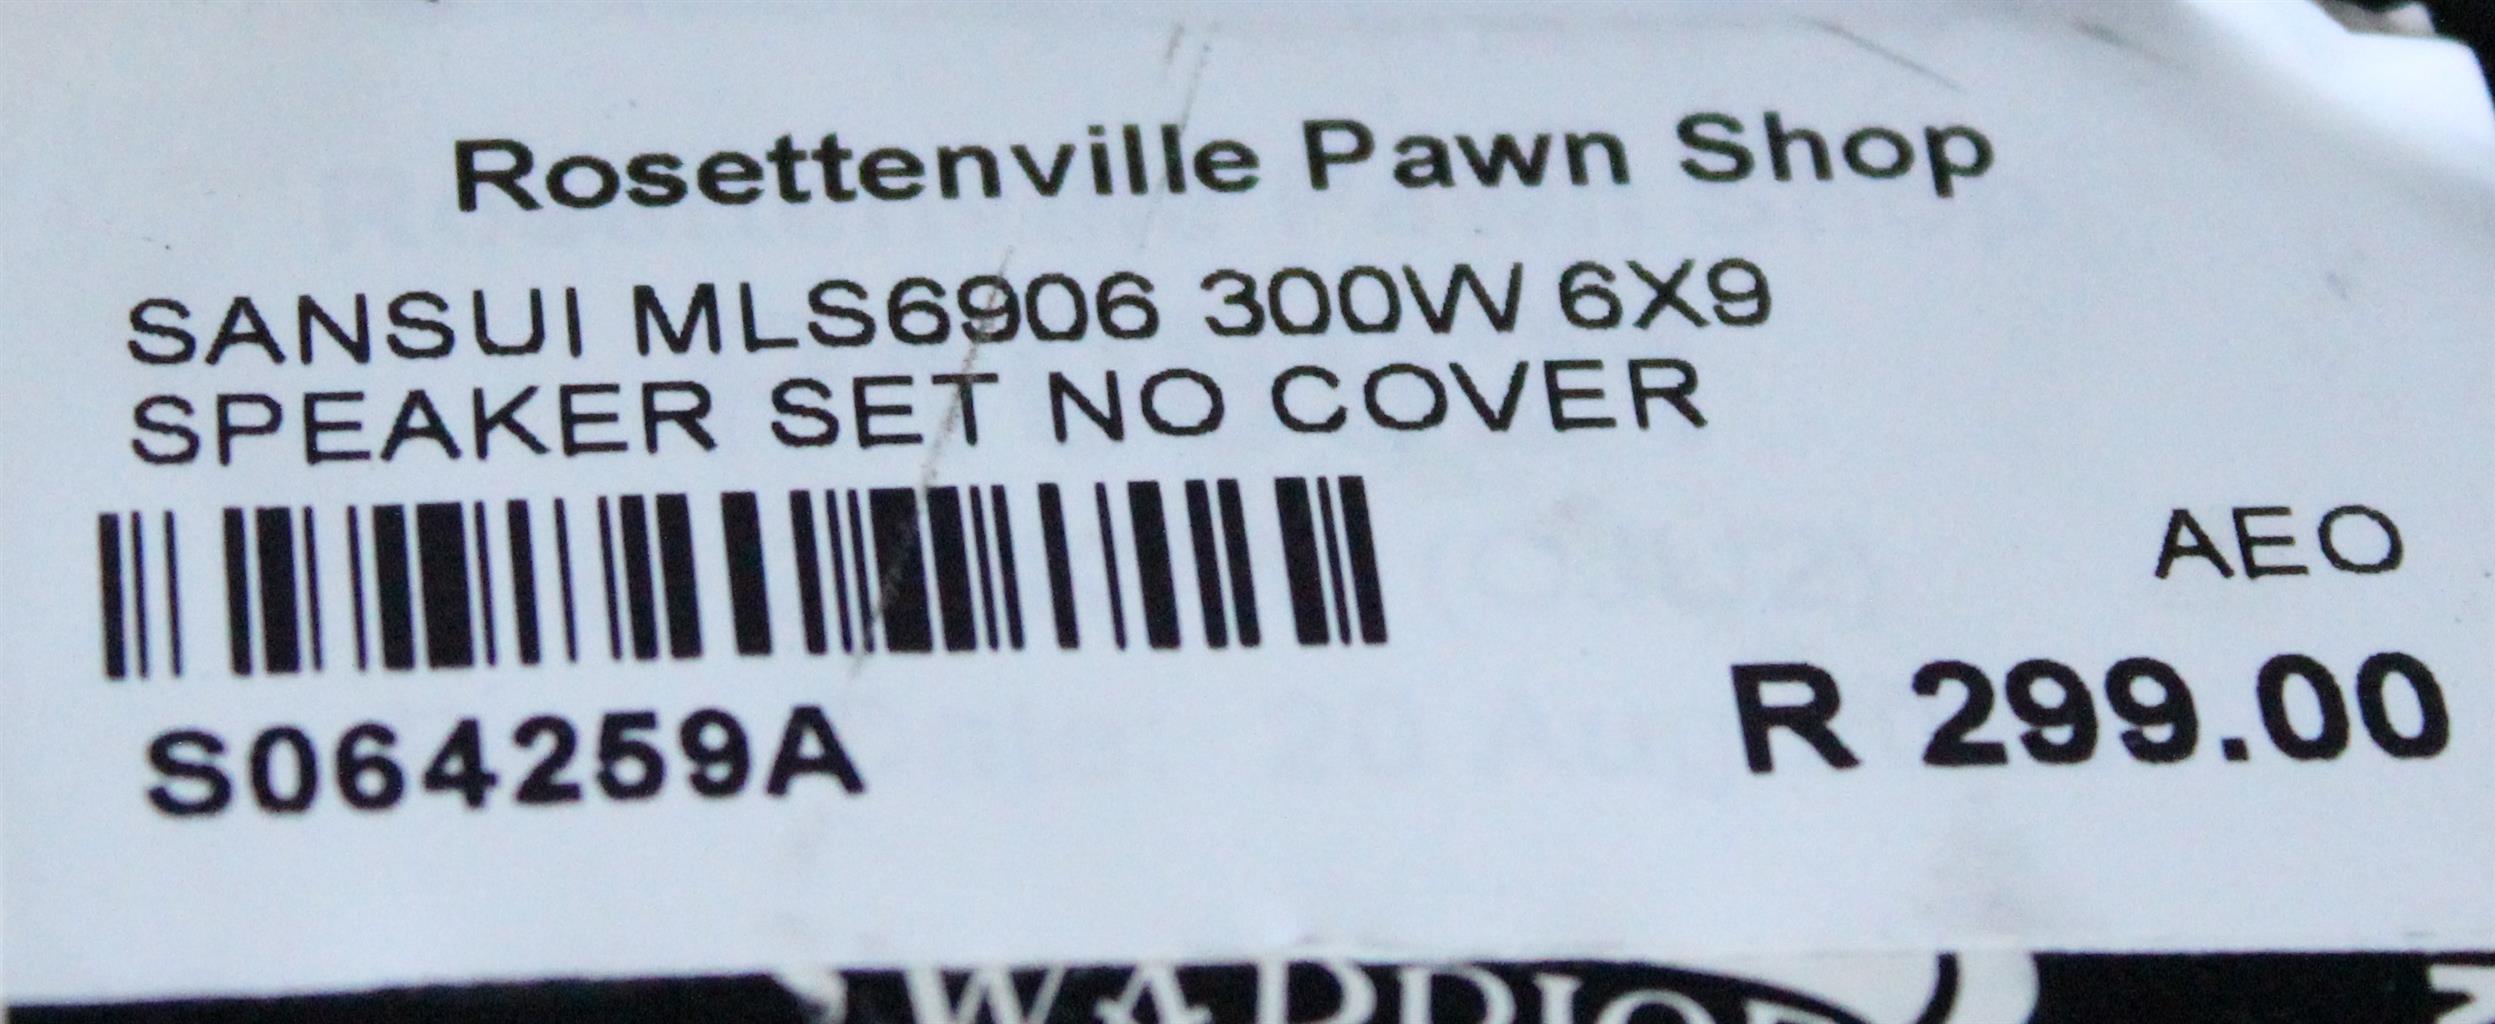 Rosettenville Pawn Shop
SANSUI MLS6906 300W 6X9
SPEAKER SET NO COVER
AEO
S064259A
R 299.00